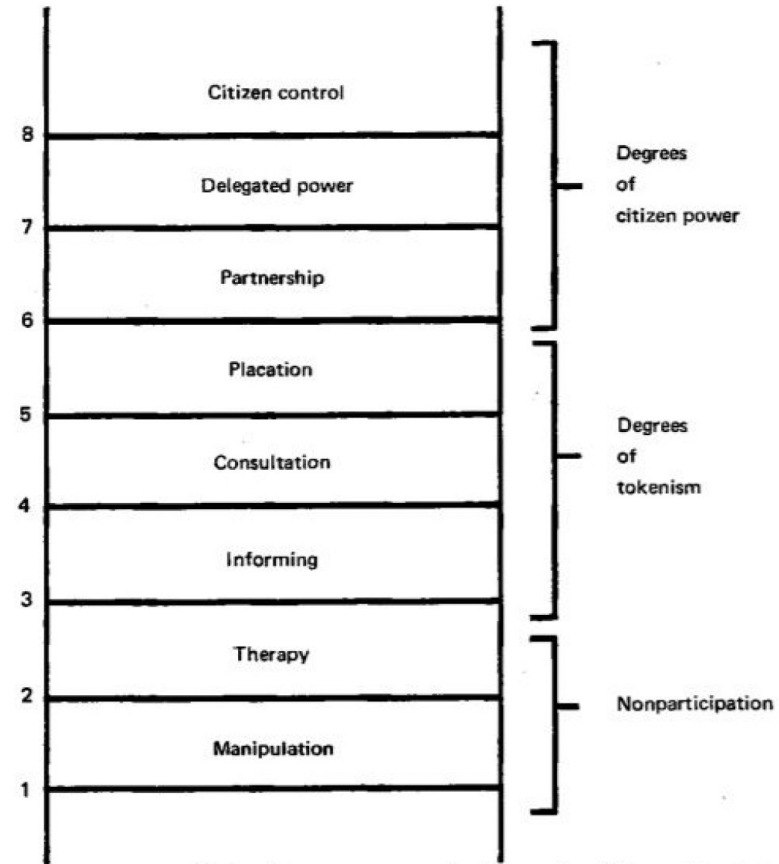 Citizen control
8
Delegated power
7
Partnership
6
Placation
5
Consultation
4
Informing
3
Therapy
2
Manipulation
1
Degrees
of
citizen power
Degrees
of
tokenism
Nonparticipation